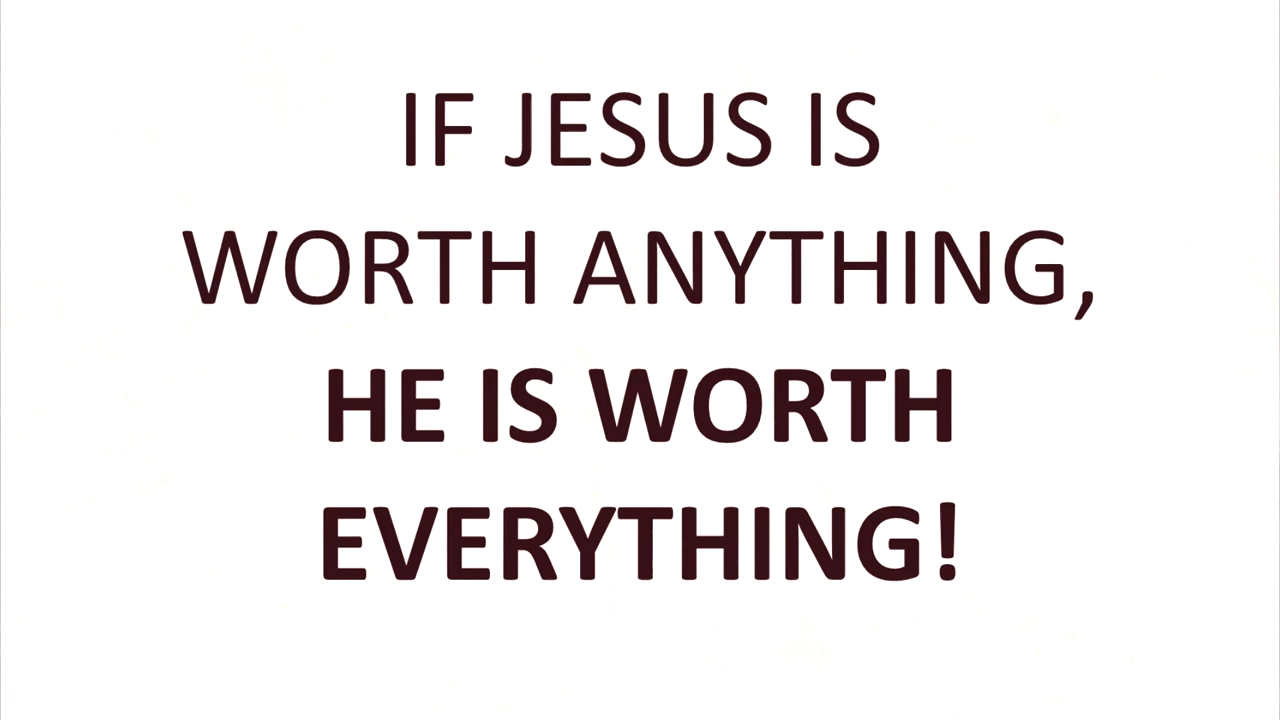 IF JESUS IS
WORTH ANYTHING,
HE IS WORTH
EVERYTHING!